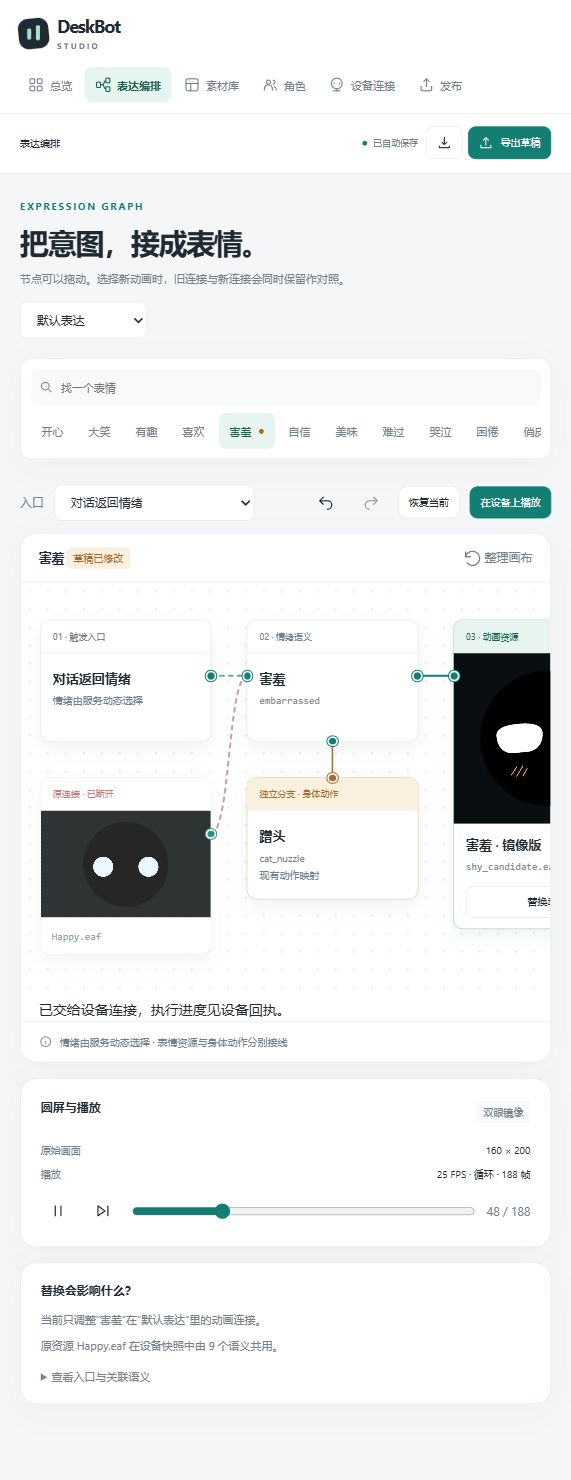 DeskBot
STUDIO
总览
表达编排
素材库
角色
设备连接
发布
表达编排
已自动保存
导出草稿
EXPRESSION GRAPH
把意图，接成表情。
节点可以拖动。选择新动画时，旧连接与新连接会同时保留作对照。
默认表达
找一个表情
开心
大笑
有趣
喜欢
害羞
自信
美味
难过
哭泣
困倦
俏皮
入口
对话返回情绪
恢复当前
在设备上播放
害羞
草稿已修改
整理画布
01 · 触发入口
对话返回情绪
情绪由服务动态选择
02 · 情绪语义
害羞
embarrassed
03 · 动画资源
害羞 · 镜像版
shy_candidate.ea
替换
原连接 · 已断开
Happy.eaf
独立分支 · 身体动作
蹭头
cat_nuzzle
现有动作映射
已交给设备连接，执行进度见设备回执。
情绪由服务动态选择 · 表情资源与身体动作分别接线
圆屏与播放
双眼镜像
原始画面
160 × 200
播放
25 FPS · 循环 · 188 帧
48 / 188
替换会影响什么？
当前只调整“害羞”在“默认表达”里的动画连接。
原资源 Happy.eaf 在设备快照中由 9 个语义共用。
查看入口与关联语义